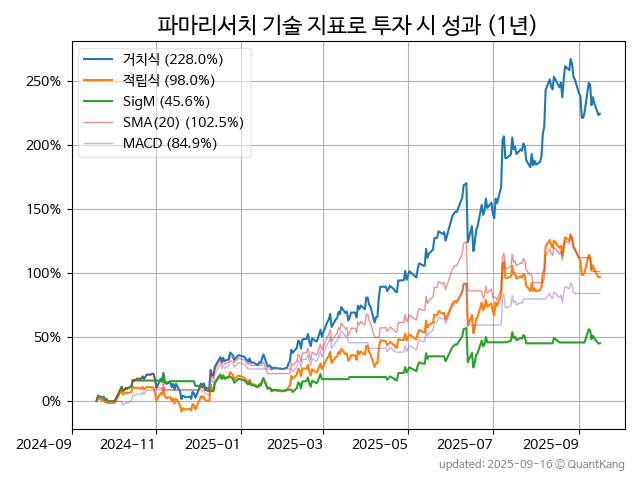 파마리서치 기술 지표로 투자 시 성과 (1년)
거치식 (228.0%)
적립식 (98.0%)
SigM (45.6%)
SMA(20) (102.5%)
MACD (84.9%)
250%
200%
150%
100%
50%
0%
2024-09 2024-11 2025-01 2025-03 2025-05 2025-07 2025-09
updated: 2025-09-16 © QuantKang